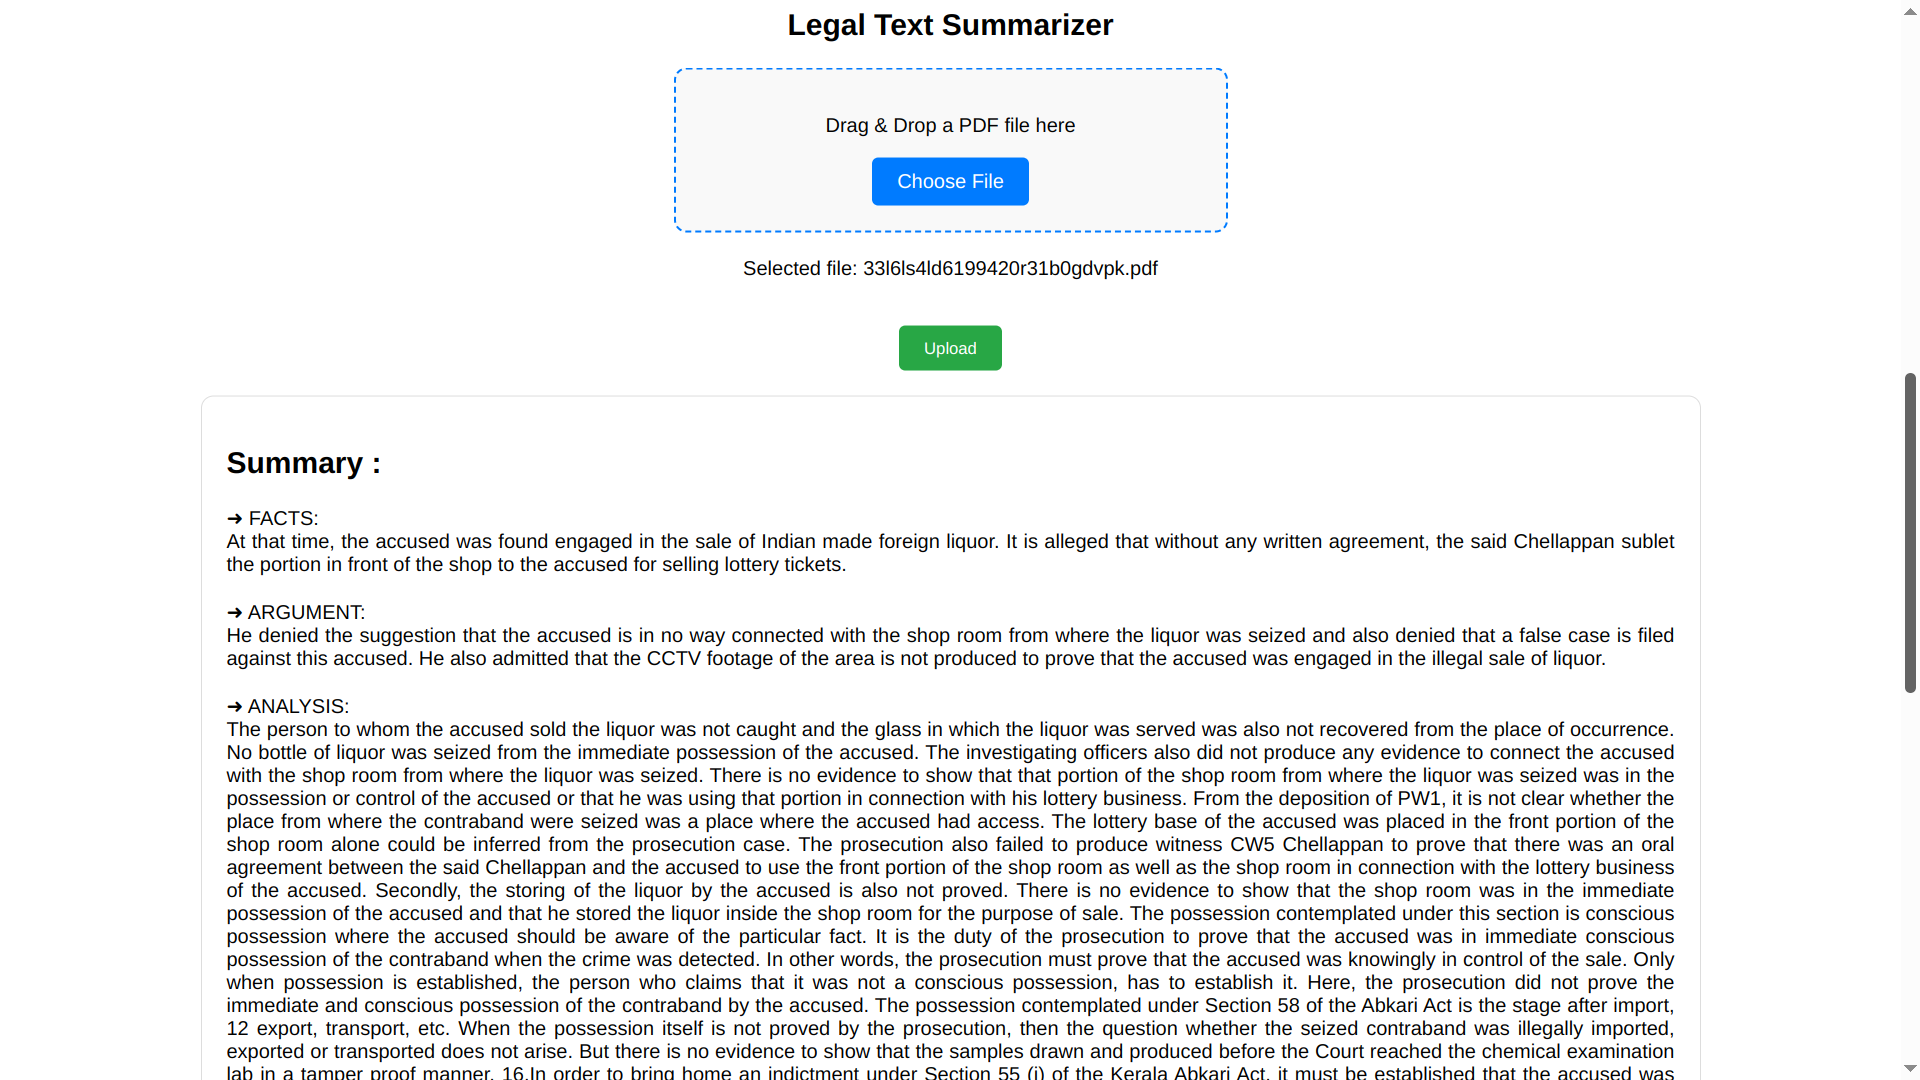 Legal Text Summarizer
Drag & Drop a PDF file here
Choose File
Selected file: 33l6ls4ld6199420r31b0gdvpk.pdf
Upload
Summary :
➜ FACTS:
At that time, the accused was found engaged in the sale of Indian made foreign liquor. It is alleged that without any written agreement, the said Chellappan sublet
the portion in front of the shop to the accused for selling lottery tickets.
➜ ARGUMENT:
He denied the suggestion that the accused is in no way connected with the shop room from where the liquor was seized and also denied that a false case is filed
against this accused. He also admitted that the CCTV footage of the area is not produced to prove that the accused was engaged in the illegal sale of liquor.
➜ ANALYSIS:
The person to whom the accused sold the liquor was not caught and the glass in which the liquor was served was also not recovered from the place of occurrence.
No bottle of liquor was seized from the immediate possession of the accused. The investigating officers also did not produce any evidence to connect the accused
with the shop room from where the liquor was seized. There is no evidence to show that that portion of the shop room from where the liquor was seized was in the
possession or control of the accused or that he was using that portion in connection with his lottery business. From the deposition of PW1, it is not clear whether the
place from where the contraband were seized was a place where the accused had access. The lottery base of the accused was placed in the front portion of the
shop room alone could be inferred from the prosecution case. The prosecution also failed to produce witness CW5 Chellappan to prove that there was an oral
agreement between the said Chellappan and the accused to use the front portion of the shop room as well as the shop room in connection with the lottery business
of the accused. Secondly, the storing of the liquor by the accused is also not proved. There is no evidence to show that the shop room was in the immediate
possession of the accused and that he stored the liquor inside the shop room for the purpose of sale. The possession contemplated under this section is conscious
possession where the accused should be aware of the particular fact. It is the duty of the prosecution to prove that the accused was in immediate conscious
possession of the contraband when the crime was detected. In other words, the prosecution must prove that the accused was knowingly in control of the sale. Only
when possession is established, the person who claims that it was not a conscious possession, has to establish it. Here, the prosecution did not prove the
immediate and conscious possession of the contraband by the accused. The possession contemplated under Section 58 of the Abkari Act is the stage after import,
12 export, transport, etc. When the possession itself is not proved by the prosecution, then the question whether the seized contraband was illegally imported,
exported or transported does not arise. But there is no evidence to show that the samples drawn and produced before the Court reached the chemical examination
lab in a tamper proof manner. 16.In order to bring home an indictment under Section 55 (i) of the Kerala Abkari Act, it must be established that the accused was